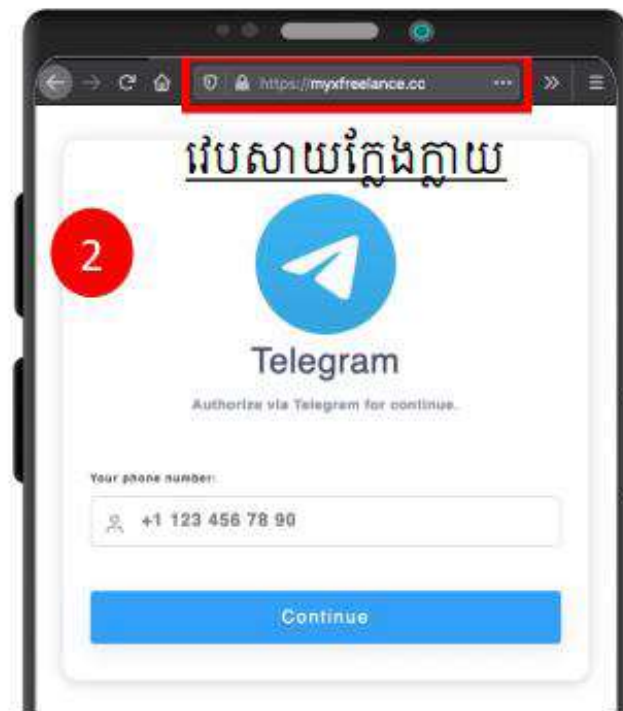 https://myxfreelance.cc
វេបសាយក្លែងក្លាយ
2
Telegram
Authorize via Telegram for continue.
Your phone number:
+1 123 456 78 90
Continue